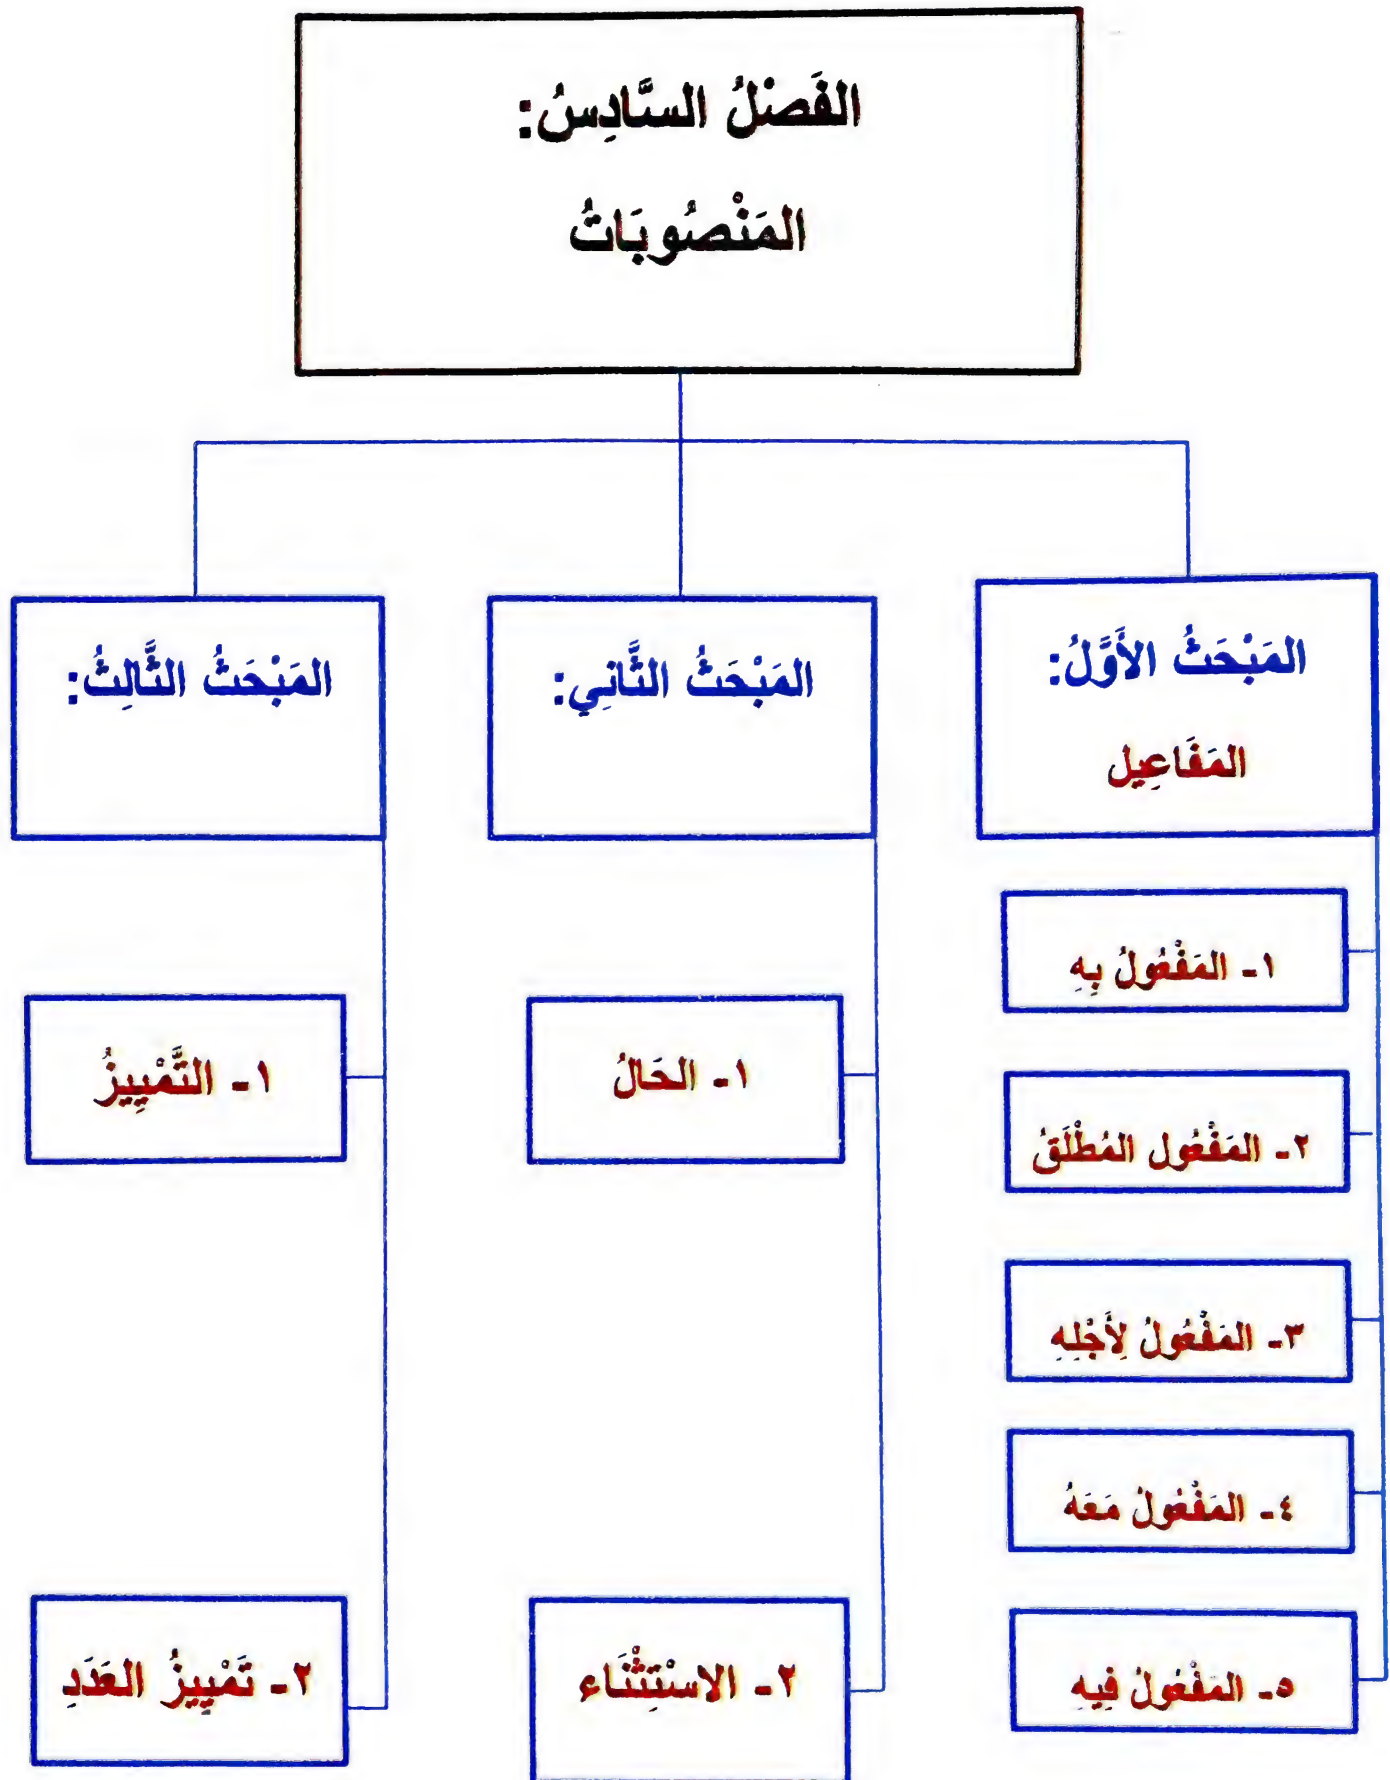 الفَصْلُ السَّادِسُ:
المَنْصُوبَاتُ
المَبْحَثُ الأَوَّلُ:
المَفَاعِيل
١- المَفْعُولُ بِهِ
٢- المَفْعُول المُطْلَقُ
٣- المَفْعُولُ لِأَجْلِهِ
٤- المَفْعُولُ مَعَهُ
٥- المَفْعُولُ فِيهِ
المَبْحَثُ الثَّانِي:
١- الحَالُ
٢- الاسْتِثْنَاء
المَبْحَثُ الثَّالِثُ:
١- التَّمْيِيزُ
٢- تَمْيِيزُ العَدَدِ